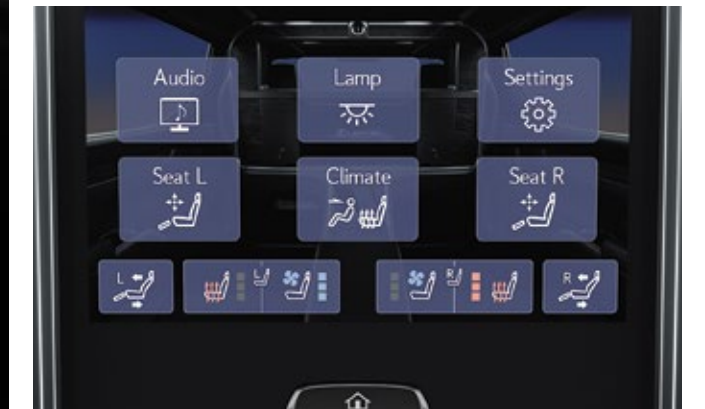 Audio
Lamp
Settings
Seat L
Climate
Seat R
L
L
R
R